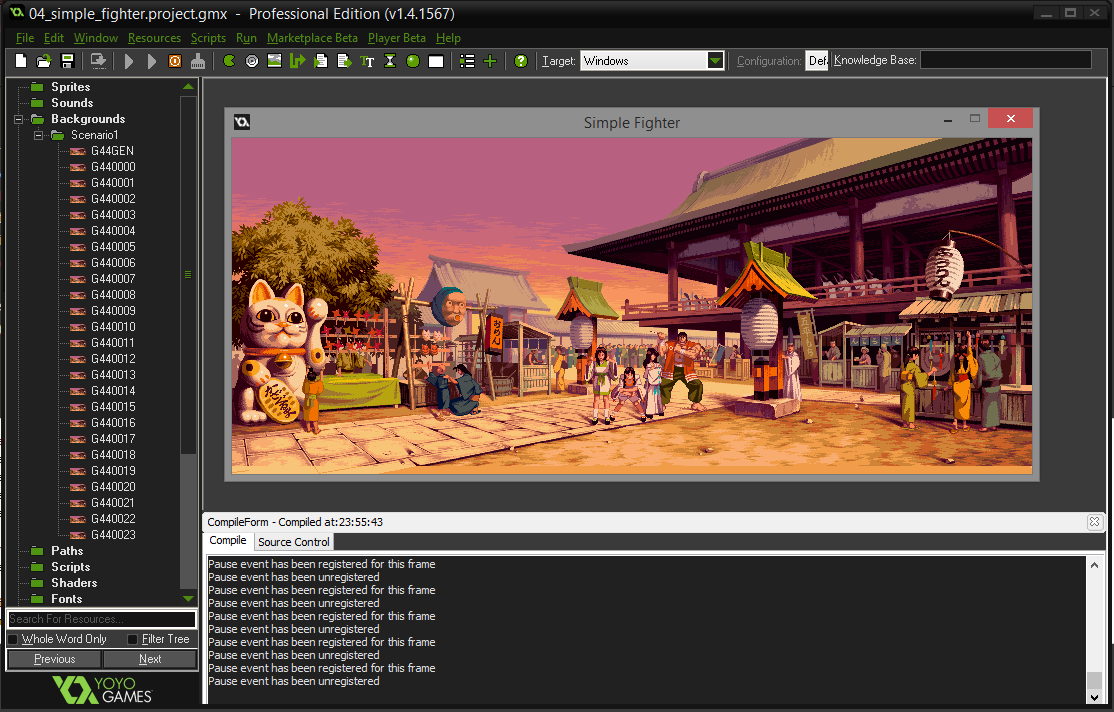 04_simple_fighter.project.gmx - Professional Edition (v1.4.1567)
File Edit Window Resources Scripts Run Marketplace Beta Player Beta Help
Target: Windows Configuration: Def Knowledge Base:
Sprites
Sounds
Backgrounds
Scenario1
G44GEN
G440000
G440001
G440002
G440003
G440004
G440005
G440006
G440007
G440008
G440009
G440010
G440011
G440012
G440013
G440014
G440015
G440016
G440017
G440018
G440019
G440020
G440021
G440022
G440023
Paths
Scripts
Shaders
Fonts
Search For Resources...
Whole Word Only Filter Tree
Previous Next
YOYO
GAMES
Simple Fighter
おめん
CompileForm - Compiled at:23:55:43
Compile Source Control
Pause event has been registered for this frame
Pause event has been unregistered
Pause event has been registered for this frame
Pause event has been unregistered
Pause event has been registered for this frame
Pause event has been unregistered
Pause event has been registered for this frame
Pause event has been unregistered
Pause event has been registered for this frame
Pause event has been unregistered